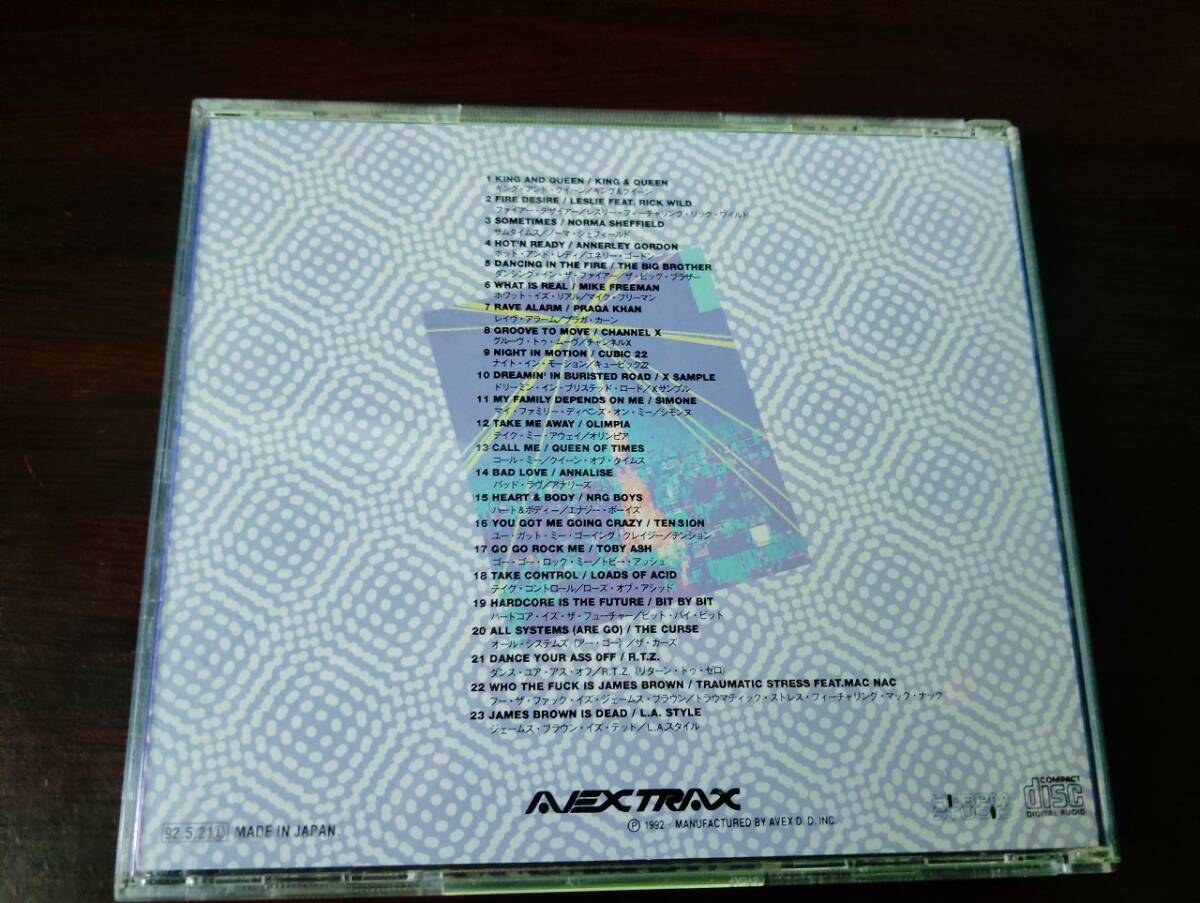 1 KING AND QUEEN / KING & QUEEN
キング・アンド・クイーン／キング&クイーン
2 FIRE DESIRE / LESLIE FEAT. RICK WILD
ファイアー・デザイアー／レスリー・フィーチャリング・リック・ワイルド
3 SOMETIMES / NORMA SHEFFIELD
サムタイムス／ノーマ・シェフィールド
4 HOT'N READY / ANNERLEY GORDON
ホット・アンド・レディ／エネリー・ゴードン
5 DANCING IN THE FIRE / THE BIG BROTHER
ダンシング・イン・ザ・ファイアー／ザ・ビッグ・ブラザー
6 WHAT IS REAL / MIKE FREEMAN
ホワット・イズ・リアル／マイク・フリーマン
7 RAVE ALARM / PRAGA KHAN
レイヴ・アラーム／プラガ・カーン
8 GROOVE TO MOVE / CHANNEL X
グルーヴ・トゥ・ムーヴ／チャンネルX
9 NIGHT IN MOTION / CUBIC 22
ナイト・イン・モーション／キュービック22
10 DREAMIN' IN BURISTED ROAD / X SAMPLE
ドリーミン・イン・ブリステッド・ロード／Xサンプル
11 MY FAMILY DEPENDS ON ME / SIMONE
マイ・ファミリー・ディペンズ・オン・ミー／シモンヌ
12 TAKE ME AWAY / OLIMPIA
テイク・ミー・アウェイ／オリンピア
13 CALL ME / QUEEN OF TIMES
コール・ミー／クイーン・オブ・タイムス
14 BAD LOVE / ANNALISE
バッド・ラヴ／アナリーズ
15 HEART & BODY / NRG BOYS
ハート&ボディー／エナジー・ボーイズ
16 YOU GOT ME GOING CRAZY / TENSION
ユー・ガット・ミー・ゴーイング・クレイジー／テンション
17 GO GO ROCK ME / TOBY ASH
ゴー・ゴー・ロック・ミー／トビー・アッシュ
18 TAKE CONTROL / LOADS OF ACID
テイク・コントロール／ローズ・オブ・アシッド
19 HARDCORE IS THE FUTURE / BIT BY BIT
ハードコア・イズ・ザ・フューチャー／ビット・バイ・ビット
20 ALL SYSTEMS (ARE GO) / THE CURSE
オール・システムズ (アー・ゴー) ／ザ・カーズ
21 DANCE YOUR ASS OFF / R.T.Z.
ダンス・ユア・アス・オフ／R.T.Z. (リターン・トゥ・ゼロ)
22 WHO THE FUCK IS JAMES BROWN / TRAUMATIC STRESS FEAT.MAC NAC
フー・ザ・ファック・イズ・ジェームス・ブラウン／トラウマティック・ストレス・フィーチャリング・マック・ナック
23 JAMES BROWN IS DEAD / L.A. STYLE
ジェームス・ブラウン・イズ・デッド／L.Aスタイル
AVEX TRAX
Ⓟ 1992・MANUFACTURED BY AVEX D.D. INC.
92.5.21 MADE IN JAPAN.
COMPACT
disc
DIGITAL AUDIO